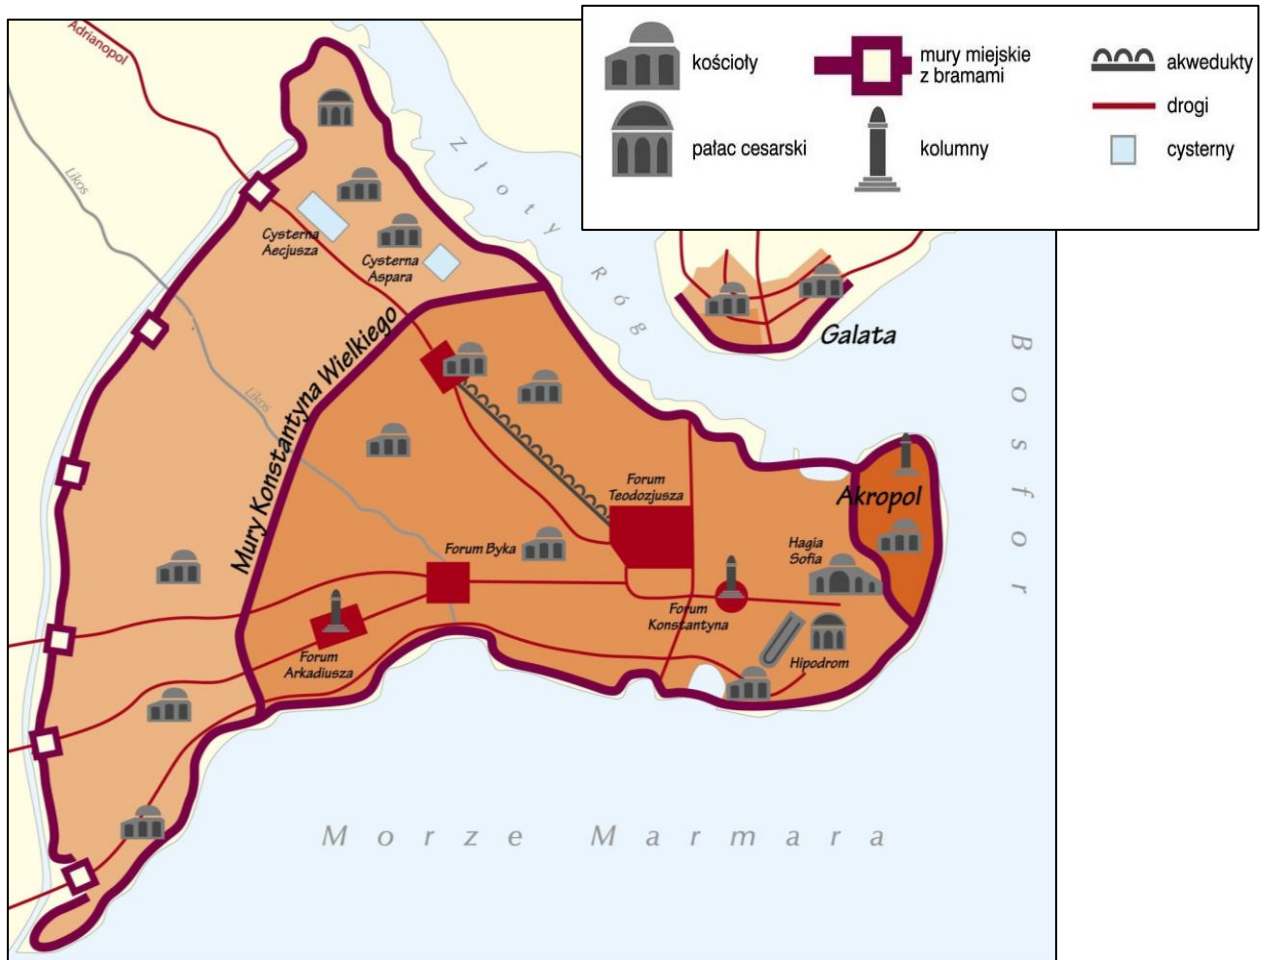 kościoły
pałac cesarski
mury miejskie
z bramami
kolumny
akwedukty
drogi
cysterny
Adrianopol
Likos
Złoty Róg
Cysterna
Aecjusza
Cysterna
Aspara
Mury Konstantyna Wielkiego
Likos
Galata
Bosfor
Forum
Teodozjusza
Akropol
Forum Byka
Hagia
Sofia
Forum
Konstantyna
Hipodrom
Forum
Arkadiusza
Morze Marmara